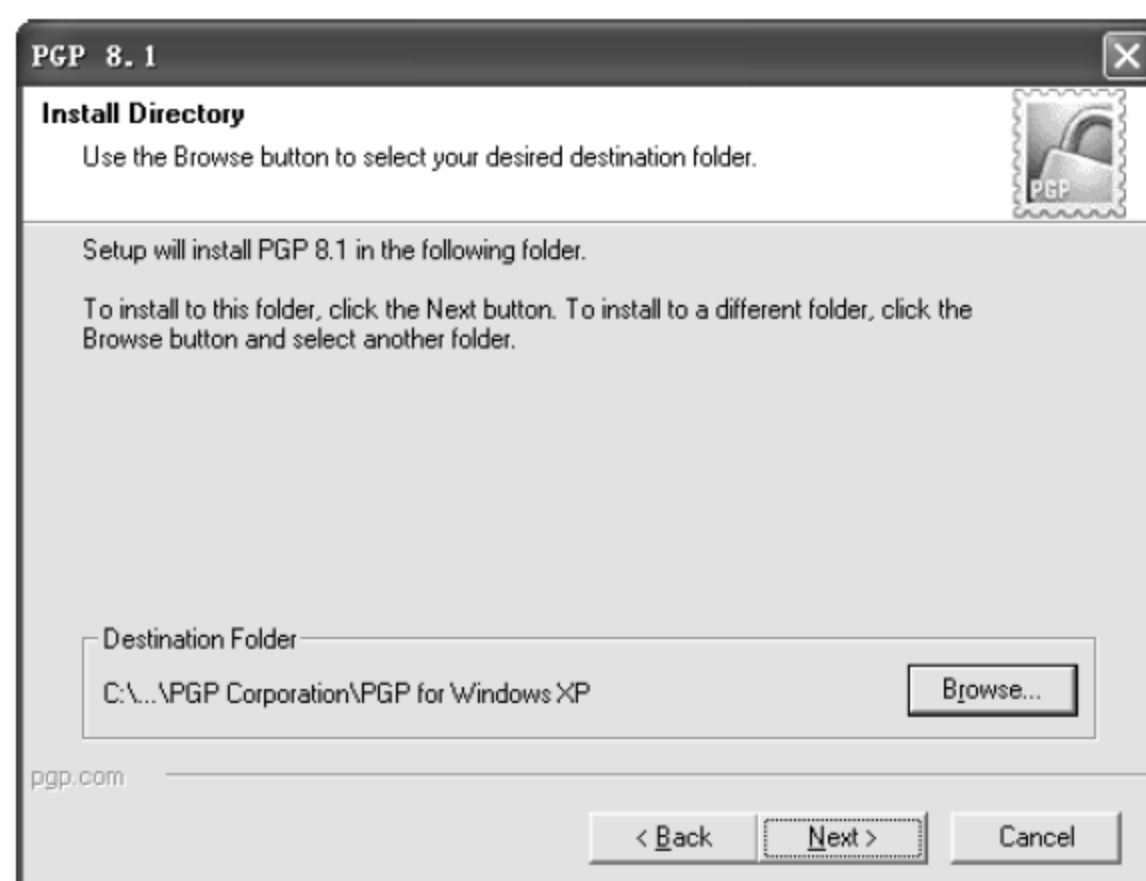 PGP 8.1
Install Directory
Use the Browse button to select your desired destination folder.
PGP
Setup will install PGP 8.1 in the following folder.
To install to this folder, click the Next button. To install to a different folder, click the
Browse button and select another folder.
Destination Folder
C:\...\PGP Corporation\PGP for Windows XP
Browse...
pgp.com
< Back
Next >
Cancel